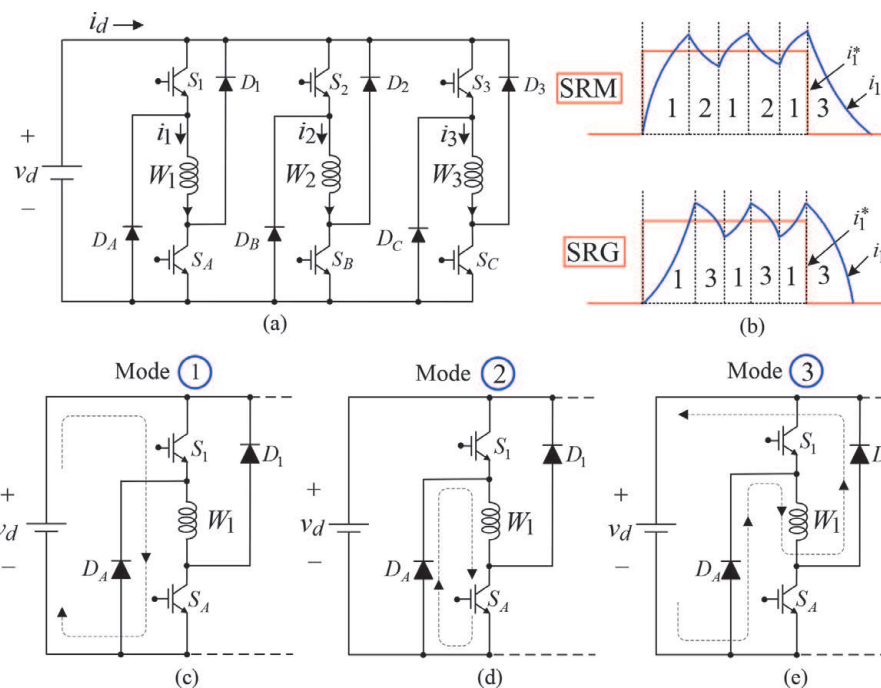 i_d
S_1 D_1 S_2 D_2 S_3 D_3
+ v_d −
i_1 i_2 i_3
W_1 W_2 W_3
D_A S_A D_B S_B D_C S_C
(a)
SRM
1 2 1 2 1 3
i_1^*
i_1
SRG
1 3 1 3 1 3
i_1^*
(b)
Mode 1
+ v_d −
S_1 D_1
W_1
D_A S_A
(c)
Mode 2
+ v_d −
S_1 D_1
W_1
D_A S_A
(d)
Mode 3
+ v_d −
S_1 D
W_1
D_A S_A
(e)